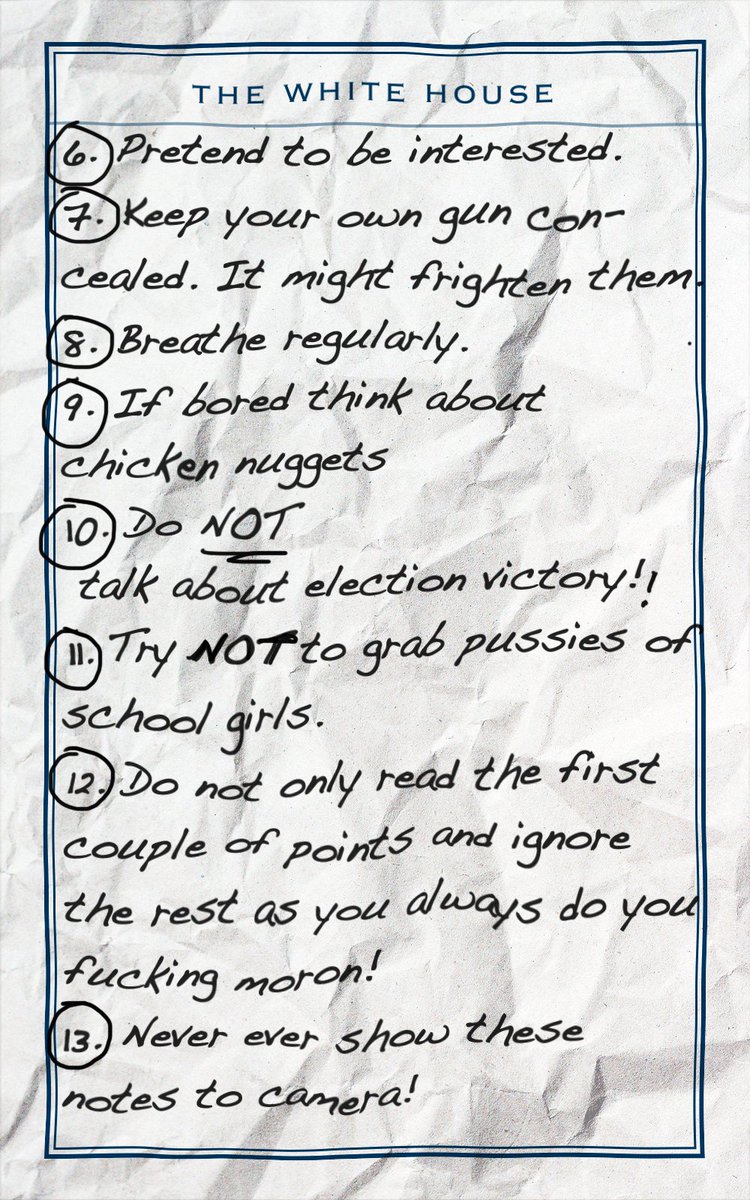 THE WHITE HOUSE
6. Pretend to be interested.
7. Keep your own gun con-
cealed. It might frighten them.
8. Breathe regularly.
9. If bored think about
chicken nuggets
10. Do NOT
talk about election victory!!
11. Try NOT to grab pussies of
school girls.
12. Do not only read the first
couple of points and ignore
the rest as you always do you
fucking moron!
13. Never ever show these
notes to camera!